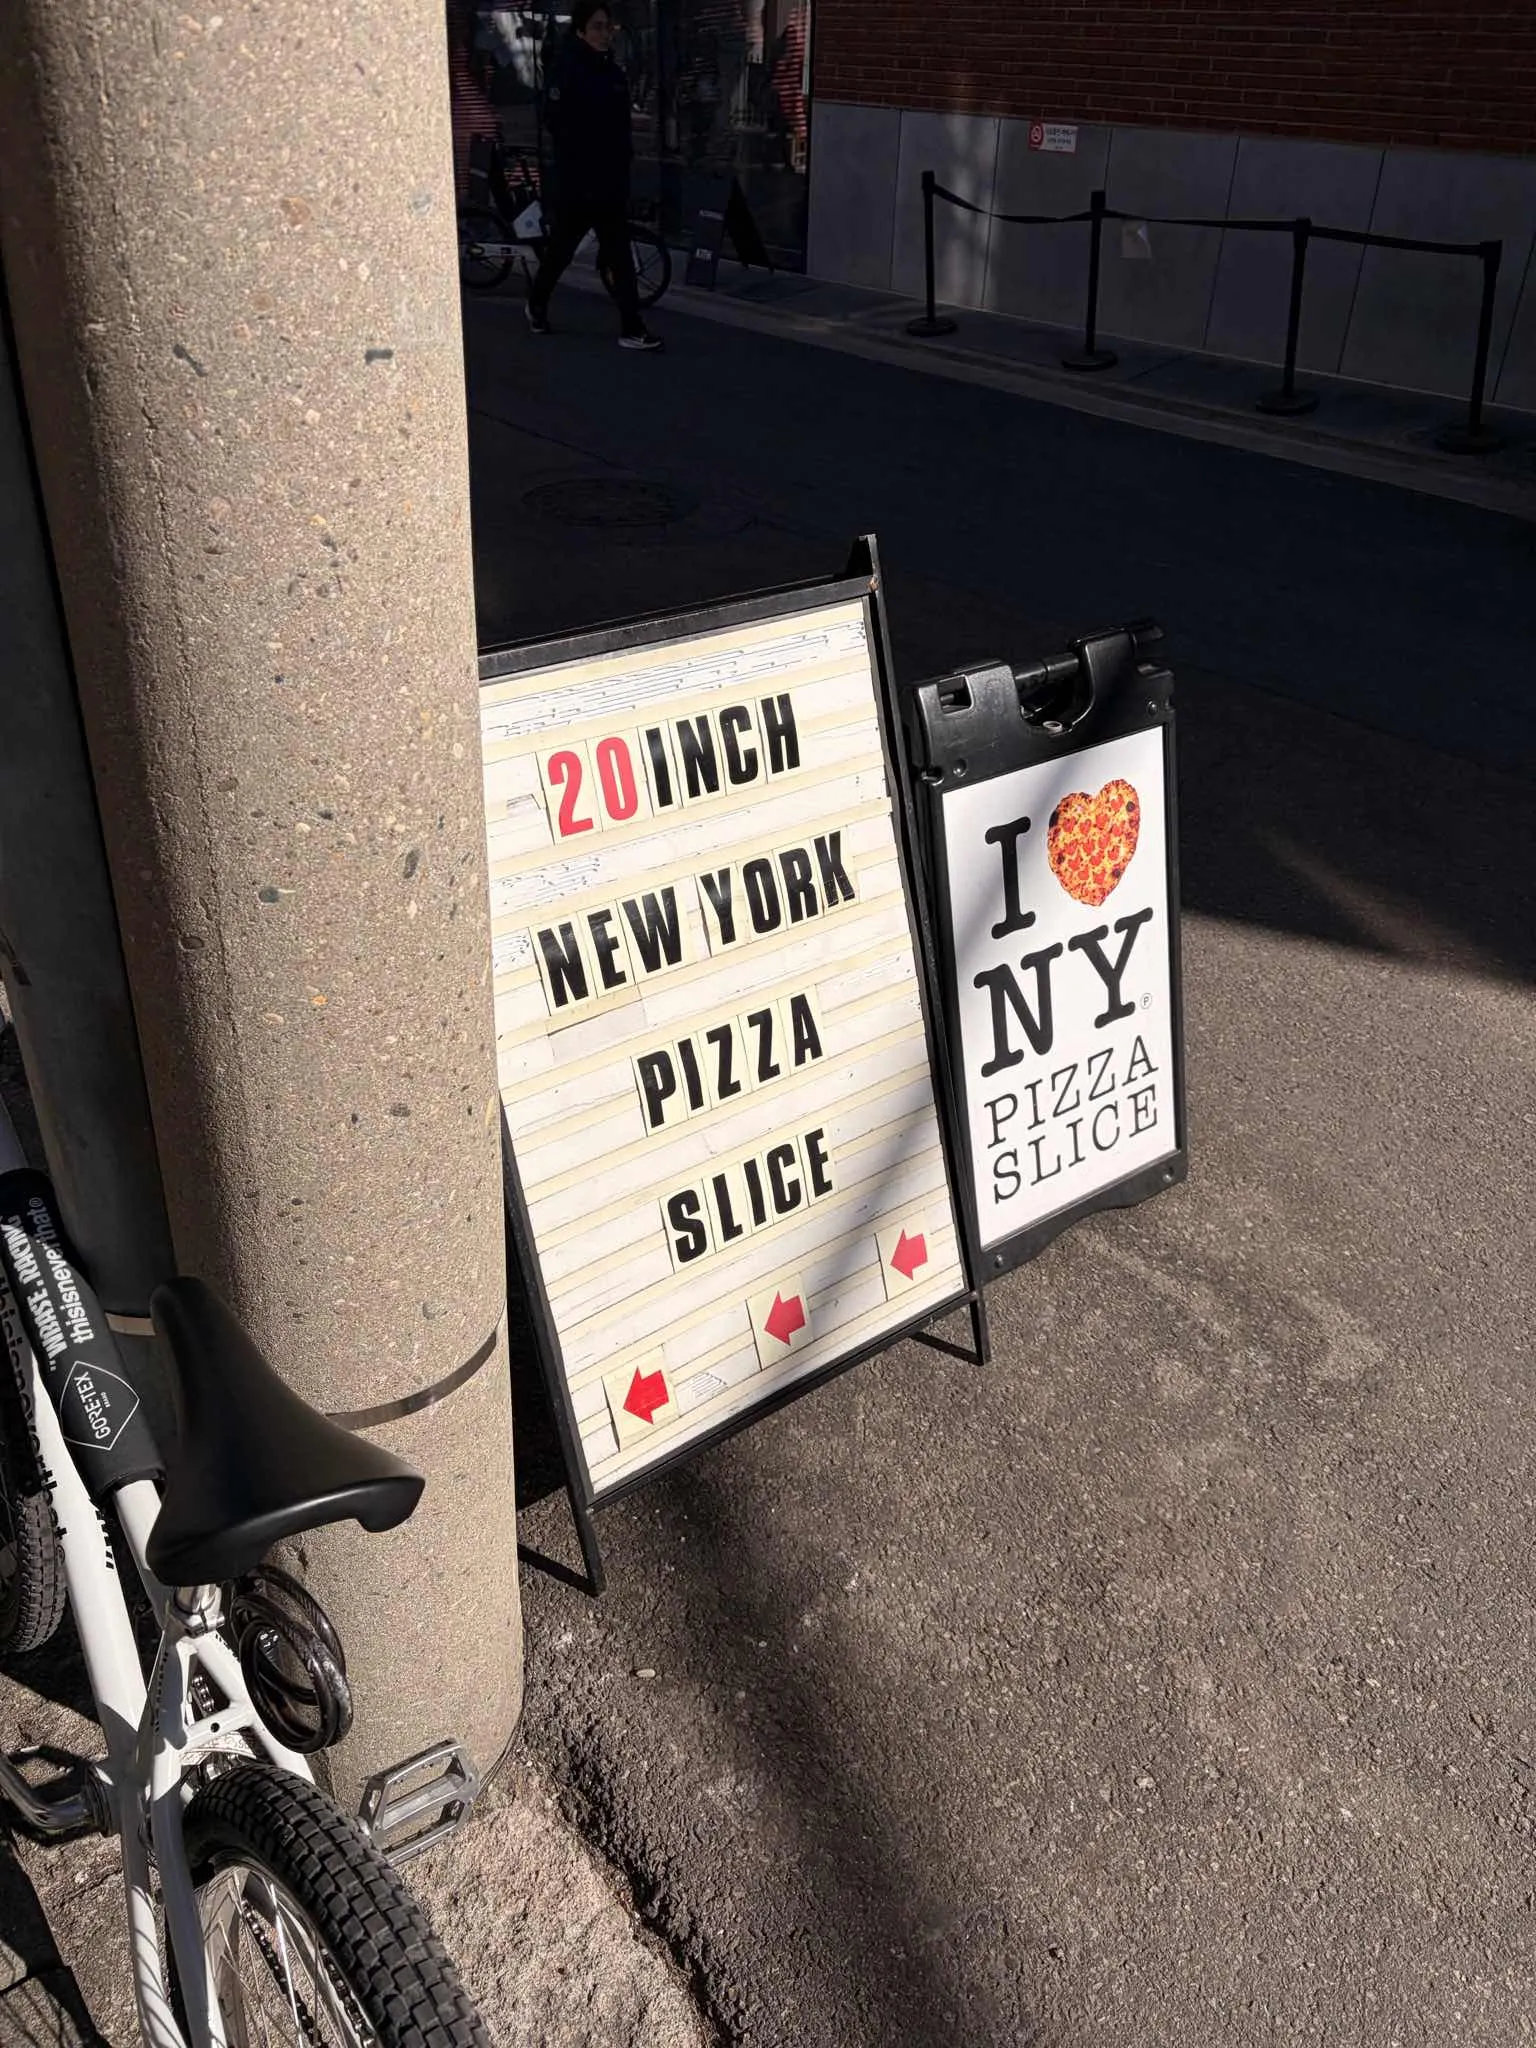 20 INCH
NEW YORK
PIZZA
SLICE
I
NY
PIZZA
SLICE
thisisneverthat®
GORE-TEX